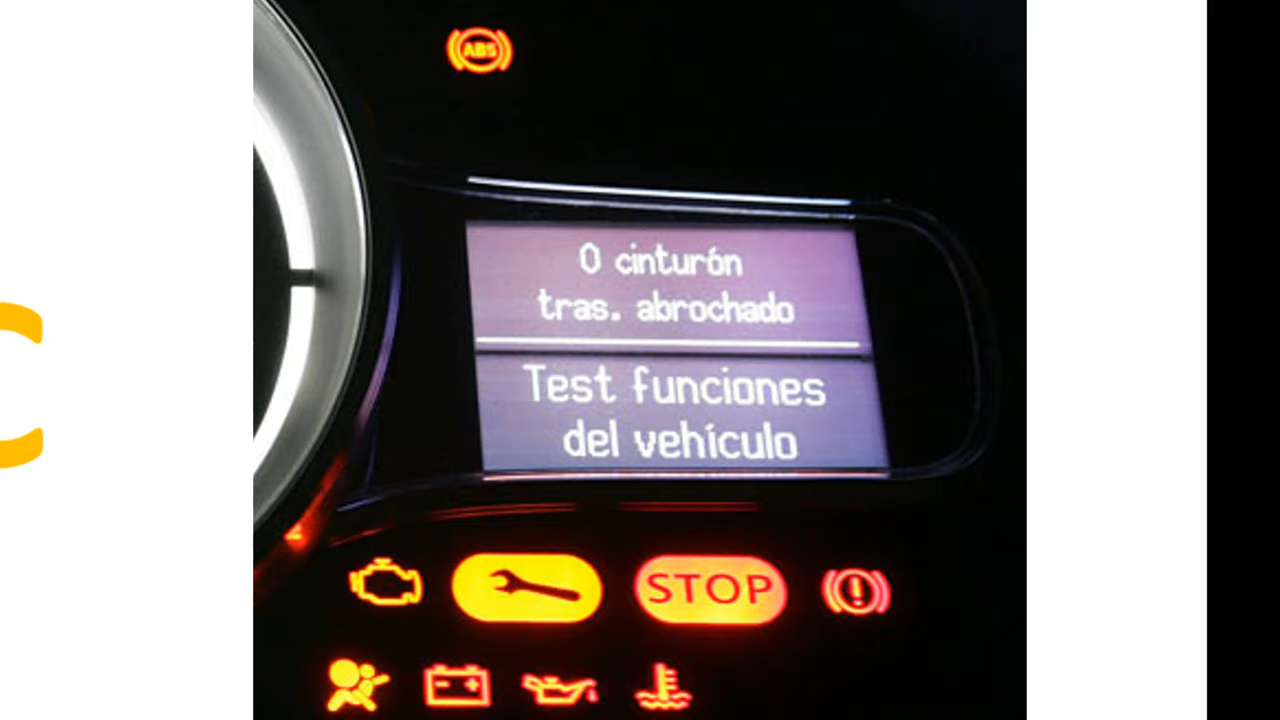 ABS
0 cinturón
tras. abrochado
Test funciones
del vehículo
STOP